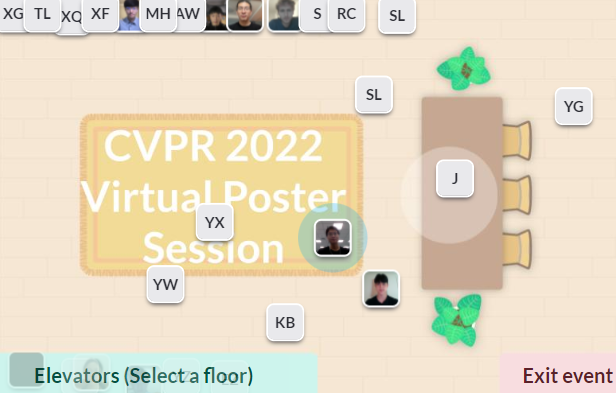 XG TL XQ XF MH AW S RC SL
SL
YG
CVPR 2022
Virtual Poster
Session
J
YX
YW
KB
Elevators (Select a floor)
Exit event